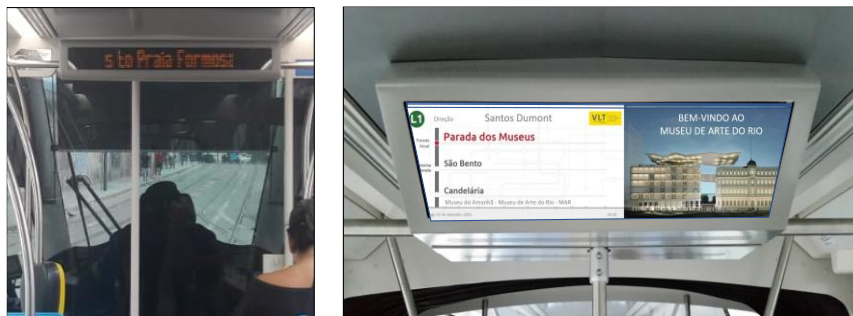 s to Praia Formosa
L1
Direção
Santos Dumont
VLT
Parada dos Museus
São Bento
Candelária
Museu do Amanhã - Museu de Arte do Rio - MAR
BEM-VINDO AO
MUSEU DE ARTE DO RIO